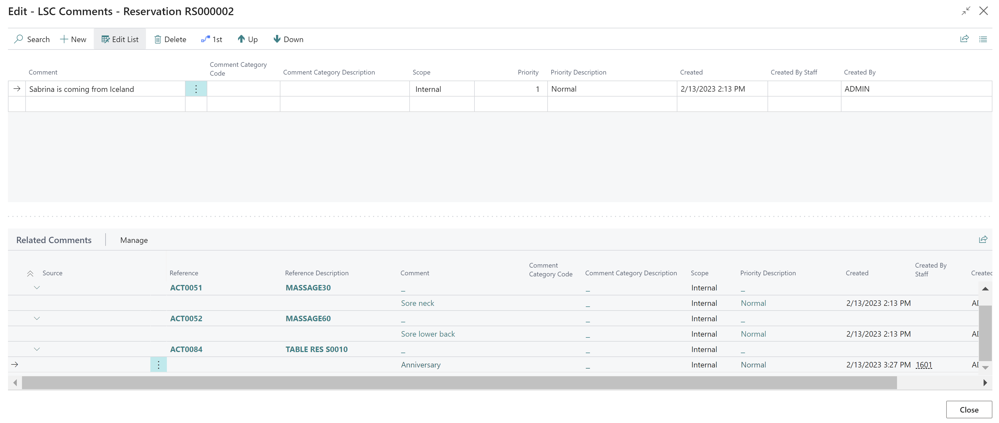 Edit - LSC Comments - Reservation RS000002
Search New Edit List Delete 1st Up Down
Comment Comment Category Code Comment Category Description Scope Priority Priority Description Created Created By Staff Created By
Sabrina is coming from Iceland Internal 1 Normal 2/13/2023 2:13 PM ADMIN
Related Comments Manage
Source Reference Reference Description Comment Comment Category Code Comment Category Description Scope Priority Description Created Created By Staff
ACT0051 MASSAGE30 _ _ Internal _
Sore neck _ Internal Normal 2/13/2023 2:13 PM
ACT0052 MASSAGE60 _ _ Internal _
Sore lower back _ Internal Normal 2/13/2023 2:13 PM
ACT0084 TABLE RES S0010 _ _ Internal _
Anniversary _ Internal Normal 2/13/2023 3:27 PM 1601
Close